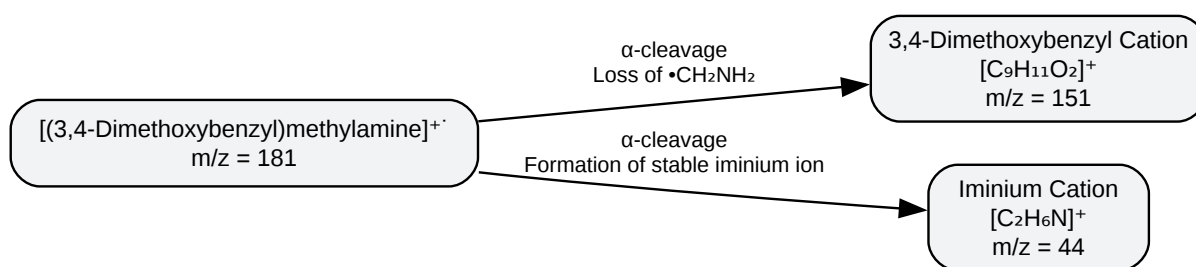 [(3,4-Dimethoxybenzyl)methylamine]⁺˙
m/z = 181
α-cleavage
Loss of •CH₂NH₂
α-cleavage
Formation of stable iminium ion
3,4-Dimethoxybenzyl Cation
[C₉H₁₁O₂]⁺
m/z = 151
Iminium Cation
[C₂H₆N]⁺
m/z = 44